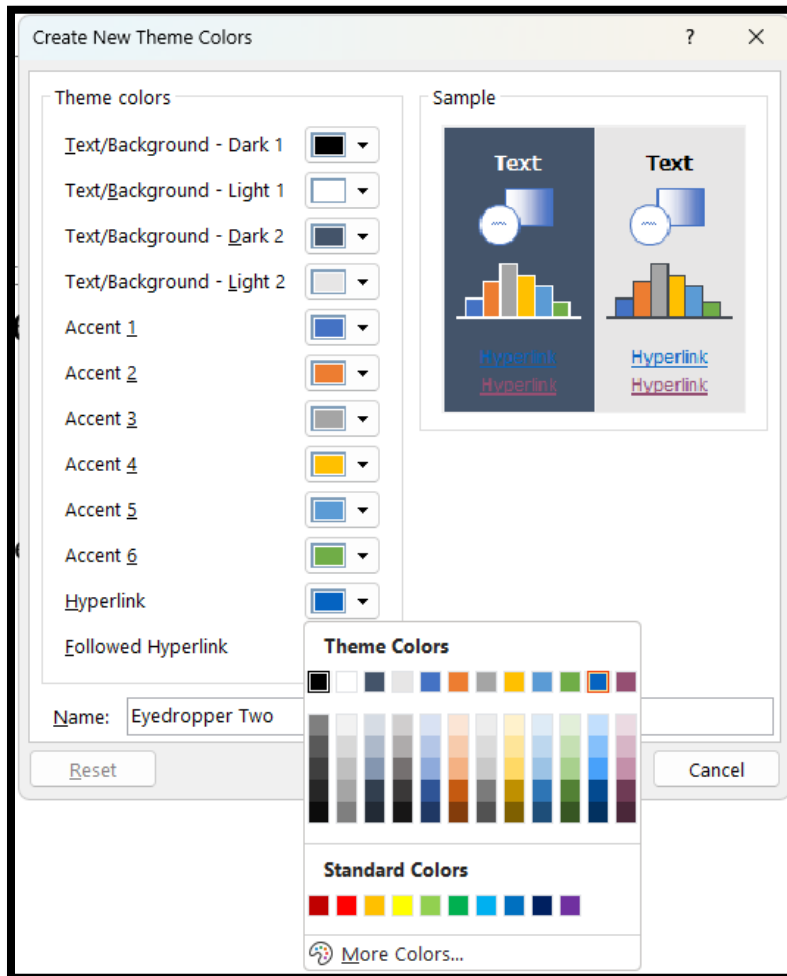 Create New Theme Colors
?
Theme colors
Text/Background - Dark 1
Text/Background - Light 1
Text/Background - Dark 2
Text/Background - Light 2
Accent 1
Accent 2
Accent 3
Accent 4
Accent 5
Accent 6
Hyperlink
Followed Hyperlink
Sample
Text Text
Hyperlink Hyperlink
Hyperlink Hyperlink
Name: Eyedropper Two
Reset Cancel
Theme Colors
Standard Colors
More Colors...